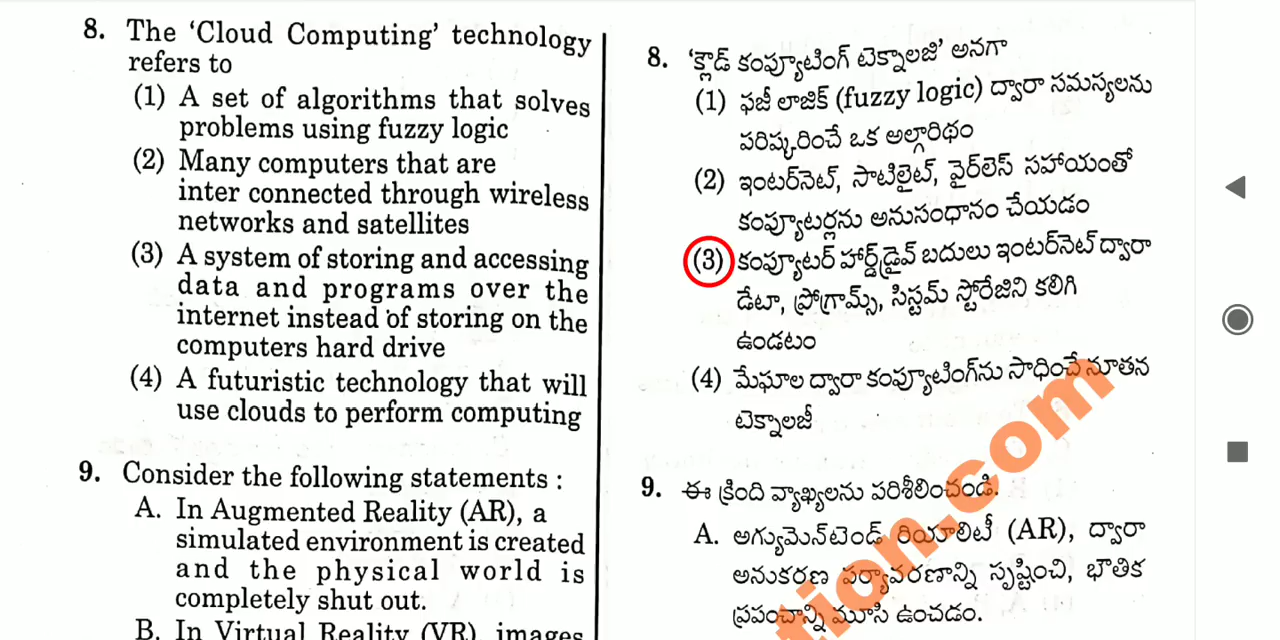 8. The ‘Cloud Computing’ technology
refers to
(1) A set of algorithms that solves
problems using fuzzy logic
(2) Many computers that are
inter connected through wireless
networks and satellites
(3) A system of storing and accessing
data and programs over the
internet instead of storing on the
computers hard drive
(4) A futuristic technology that will
use clouds to perform computing
9. Consider the following statements :
A. In Augmented Reality (AR), a
simulated environment is created
and the physical world is
completely shut out.
B. In Virtual Reality (VR), images
8. ‘క్లౌడ్ కంప్యూటింగ్ టెక్నాలజి’ అనగా
(1) ఫజీ లాజిక్ (fuzzy logic) ద్వారా సమస్యలను
పరిష్కరించే ఒక అల్గారిథం
(2) ఇంటర్‌నెట్, సాటిలైట్, వైర్‌లెస్ సహాయంతో
కంప్యూటర్లను అనుసంధానం చేయడం
(3) కంప్యూటర్ హార్డ్‌డ్రైవ్ బదులు ఇంటర్‌నెట్ ద్వారా
డేటా, ప్రోగ్రామ్స్, సిస్టమ్ స్టోరేజిని కలిగి
ఉండటం
(4) మేఘాల ద్వారా కంప్యూటింగ్‌ను సాధించే నూతన
టెక్నాలజీ
9. ఈ క్రింది వ్యాఖ్యలను పరిశీలించండి.
A. అగ్యుమెన్‌టెండ్ రియాలిటీ (AR), ద్వారా
అనుకరణ పర్యావరణాన్ని సృష్టించి, భౌతిక
ప్రపంచాన్ని మూసి ఉంచడం.
tion.com